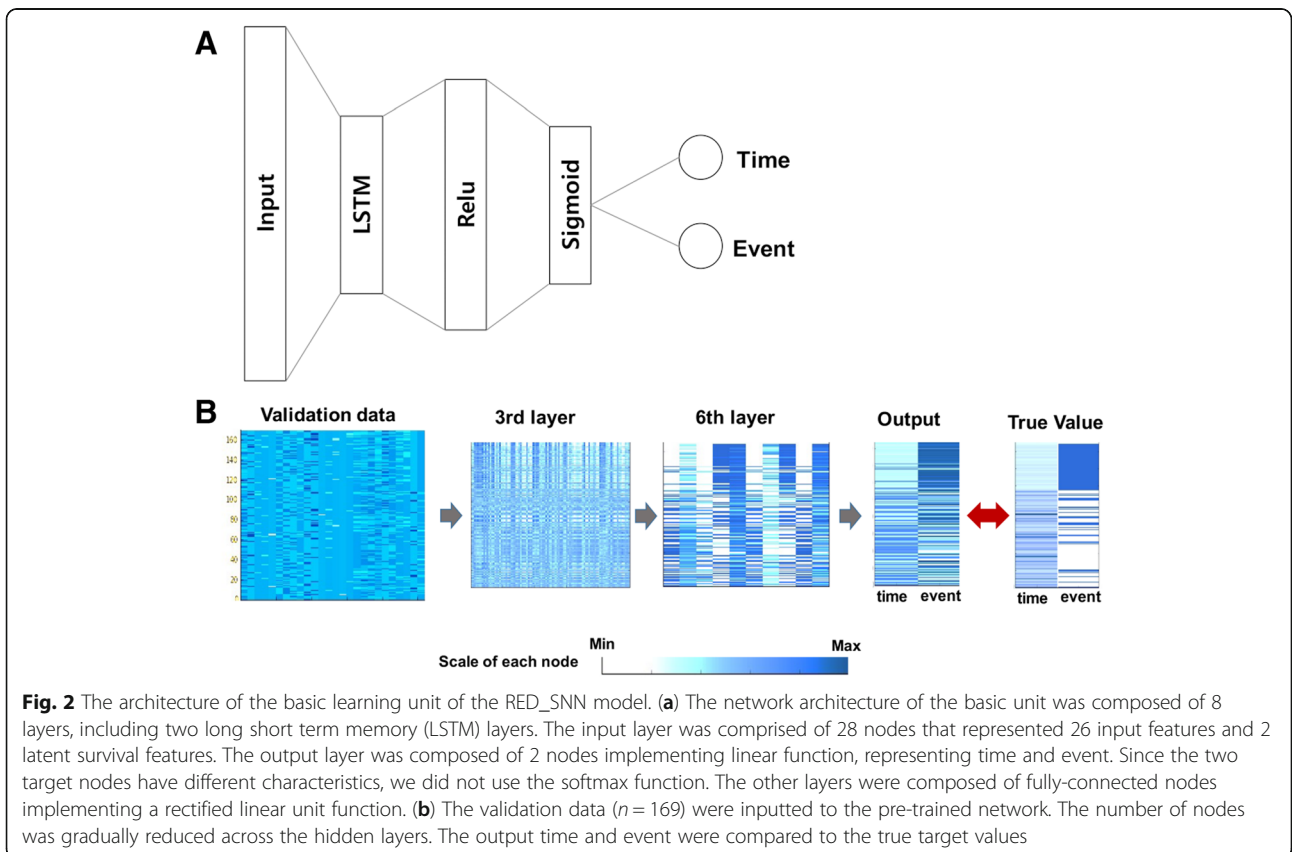 A
Input
LSTM
Relu
Sigmoid
Time
Event
B
Validation data
3rd layer
6th layer
Output
True Value
160
140
120
100
80
60
40
20
0
time event
time event
Min
Max
Scale of each node
Fig. 2 The architecture of the basic learning unit of the RED_SNN model. (a) The network architecture of the basic unit was composed of 8
layers, including two long short term memory (LSTM) layers. The input layer was comprised of 28 nodes that represented 26 input features and 2
latent survival features. The output layer was composed of 2 nodes implementing linear function, representing time and event. Since the two
target nodes have different characteristics, we did not use the softmax function. The other layers were composed of fully-connected nodes
implementing a rectified linear unit function. (b) The validation data (n = 169) were inputted to the pre-trained network. The number of nodes
was gradually reduced across the hidden layers. The output time and event were compared to the true target values